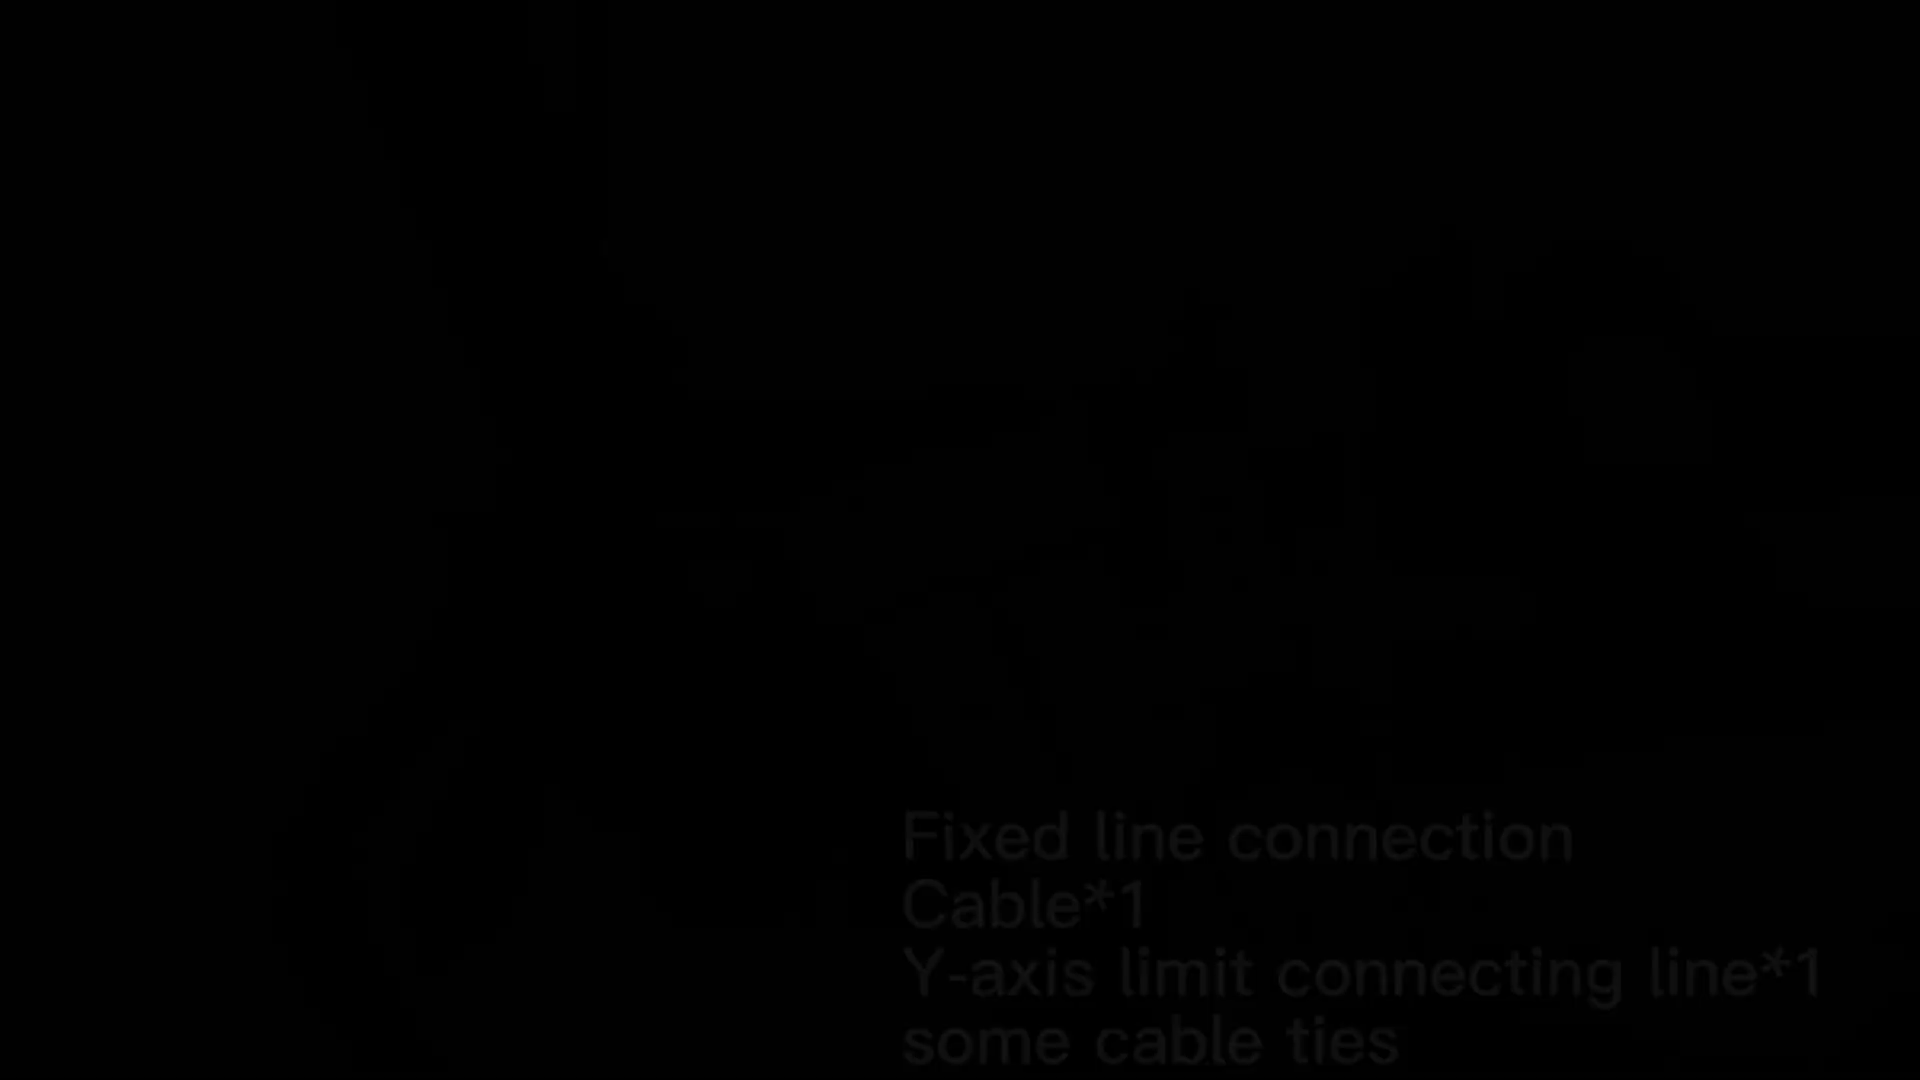 Fixed line connection
Cable*1
Y-axis limit connecting line*1
some cable ties